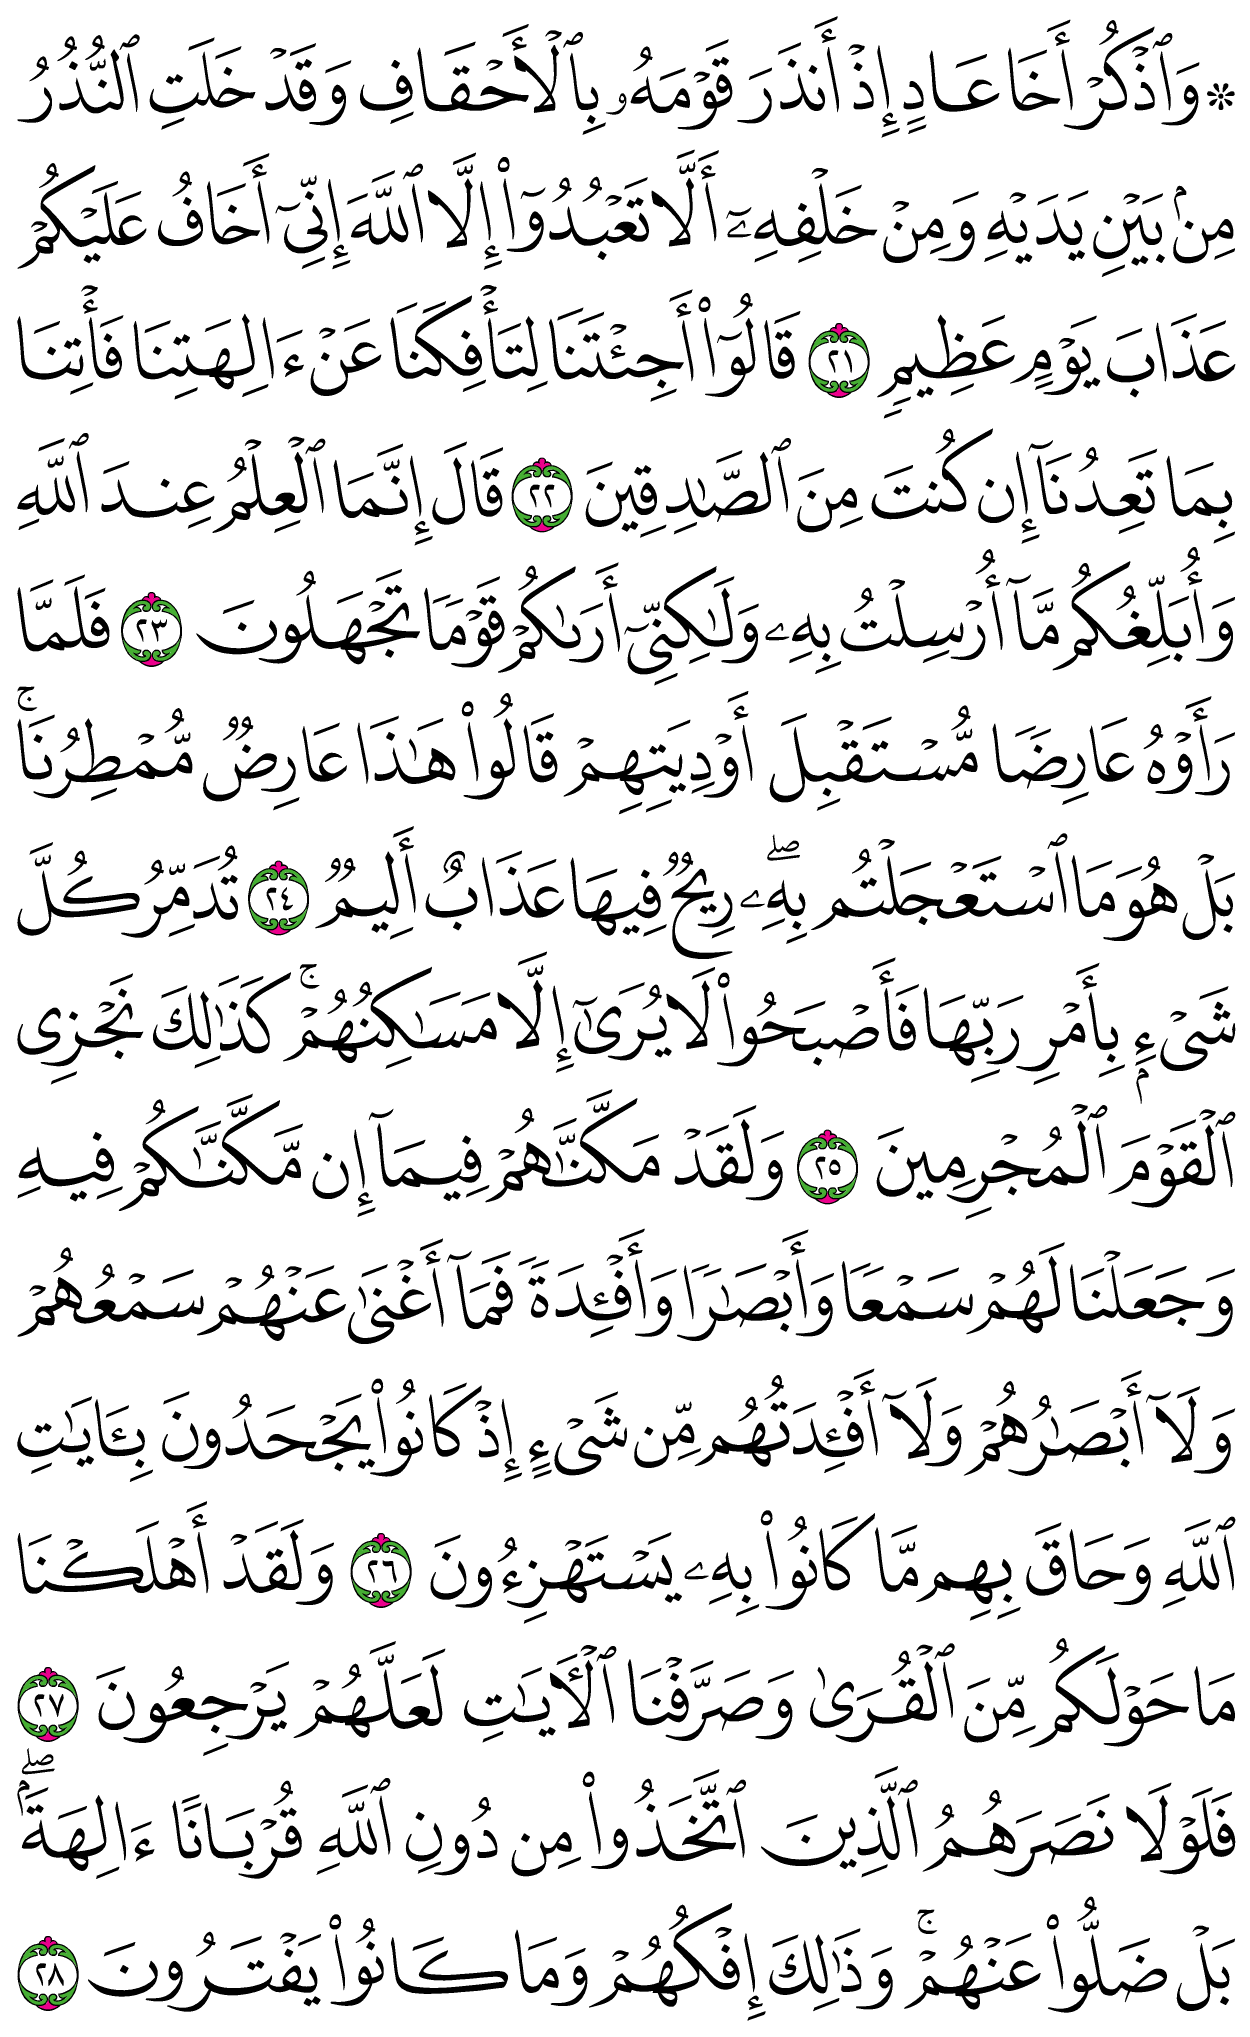 ۞ وَٱذۡكُرۡ أَخَا عَادٍ إِذۡ أَنذَرَ قَوۡمَهُۥ بِٱلۡأَحۡقَافِ وَقَدۡ خَلَتِ ٱلنُّذُرُ
مِنۢ بَيۡنِ يَدَيۡهِ وَمِنۡ خَلۡفِهِۦٓ أَلَّا تَعۡبُدُوٓاْ إِلَّا ٱللَّهَ إِنِّيٓ أَخَافُ عَلَيۡكُمۡ
عَذَابَ يَوۡمٍ عَظِيمٖ ٢١ قَالُوٓاْ أَجِئۡتَنَا لِتَأۡفِكَنَا عَنۡ ءَالِهَتِنَا فَأۡتِنَا
بِمَا تَعِدُنَآ إِن كُنتَ مِنَ ٱلصَّٰدِقِينَ ٢٢ قَالَ إِنَّمَا ٱلۡعِلۡمُ عِندَ ٱللَّهِ
وَأُبَلِّغُكُم مَّآ أُرۡسِلۡتُ بِهِۦ وَلَٰكِنِّيٓ أَرَىٰكُمۡ قَوۡمٗا تَجۡهَلُونَ ٢٣ فَلَمَّا
رَأَوۡهُ عَارِضٗا مُّسۡتَقۡبِلَ أَوۡدِيَتِهِمۡ قَالُواْ هَٰذَا عَارِضٞ مُّمۡطِرُنَاۚ
بَلۡ هُوَ مَا ٱسۡتَعۡجَلۡتُم بِهِۦۖ رِيحٞ فِيهَا عَذَابٌ أَلِيمٞ ٢٤ تُدَمِّرُ كُلَّ
شَيۡءِۭ بِأَمۡرِ رَبِّهَا فَأَصۡبَحُواْ لَا يُرَىٰٓ إِلَّا مَسَٰكِنُهُمۡۚ كَذَٰلِكَ نَجۡزِي
ٱلۡقَوۡمَ ٱلۡمُجۡرِمِينَ ٢٥ وَلَقَدۡ مَكَّنَّٰهُمۡ فِيمَآ إِن مَّكَّنَّٰكُمۡ فِيهِ
وَجَعَلۡنَا لَهُمۡ سَمۡعٗا وَأَبۡصَٰرٗا وَأَفۡـِٔدَةٗ فَمَآ أَغۡنَىٰ عَنۡهُمۡ سَمۡعُهُمۡ
وَلَآ أَبۡصَٰرُهُمۡ وَلَآ أَفۡـِٔدَتُهُم مِّن شَيۡءٍ إِذۡ كَانُواْ يَجۡحَدُونَ بِـَٔايَٰتِ
ٱللَّهِ وَحَاقَ بِهِم مَّا كَانُواْ بِهِۦ يَسۡتَهۡزِءُونَ ٢٦ وَلَقَدۡ أَهۡلَكۡنَا
مَا حَوۡلَكُم مِّنَ ٱلۡقُرَىٰ وَصَرَّفۡنَا ٱلۡأٓيَٰتِ لَعَلَّهُمۡ يَرۡجِعُونَ ٢٧
فَلَوۡلَا نَصَرَهُمُ ٱلَّذِينَ ٱتَّخَذُواْ مِن دُونِ ٱللَّهِ قُرۡبَانًا ءَالِهَةَۢۖ
بَلۡ ضَلُّواْ عَنۡهُمۡۚ وَذَٰلِكَ إِفۡكُهُمۡ وَمَا كَانُواْ يَفۡتَرُونَ ٢٨